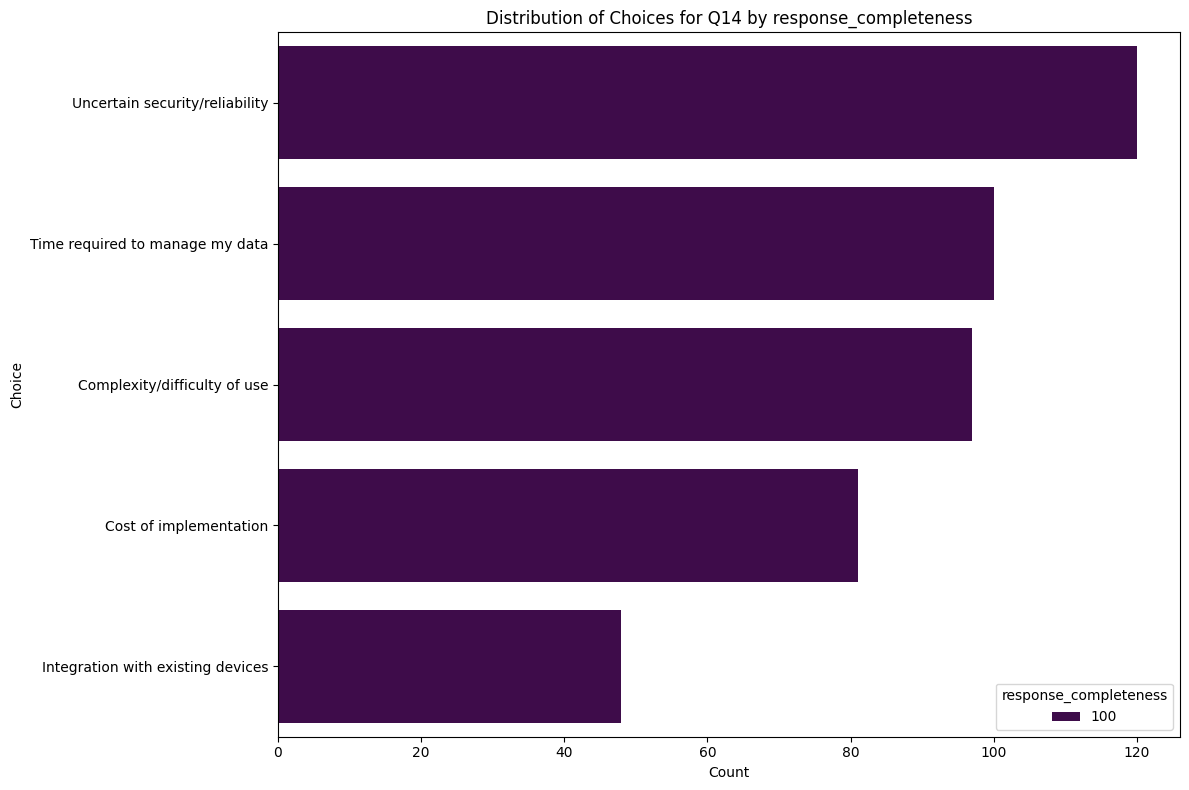 Distribution of Choices for Q14 by response_completeness
Choice
Uncertain security/reliability
Time required to manage my data
Complexity/difficulty of use
Cost of implementation
Integration with existing devices
response_completeness
100
0 20 40 60 80 100 120
Count